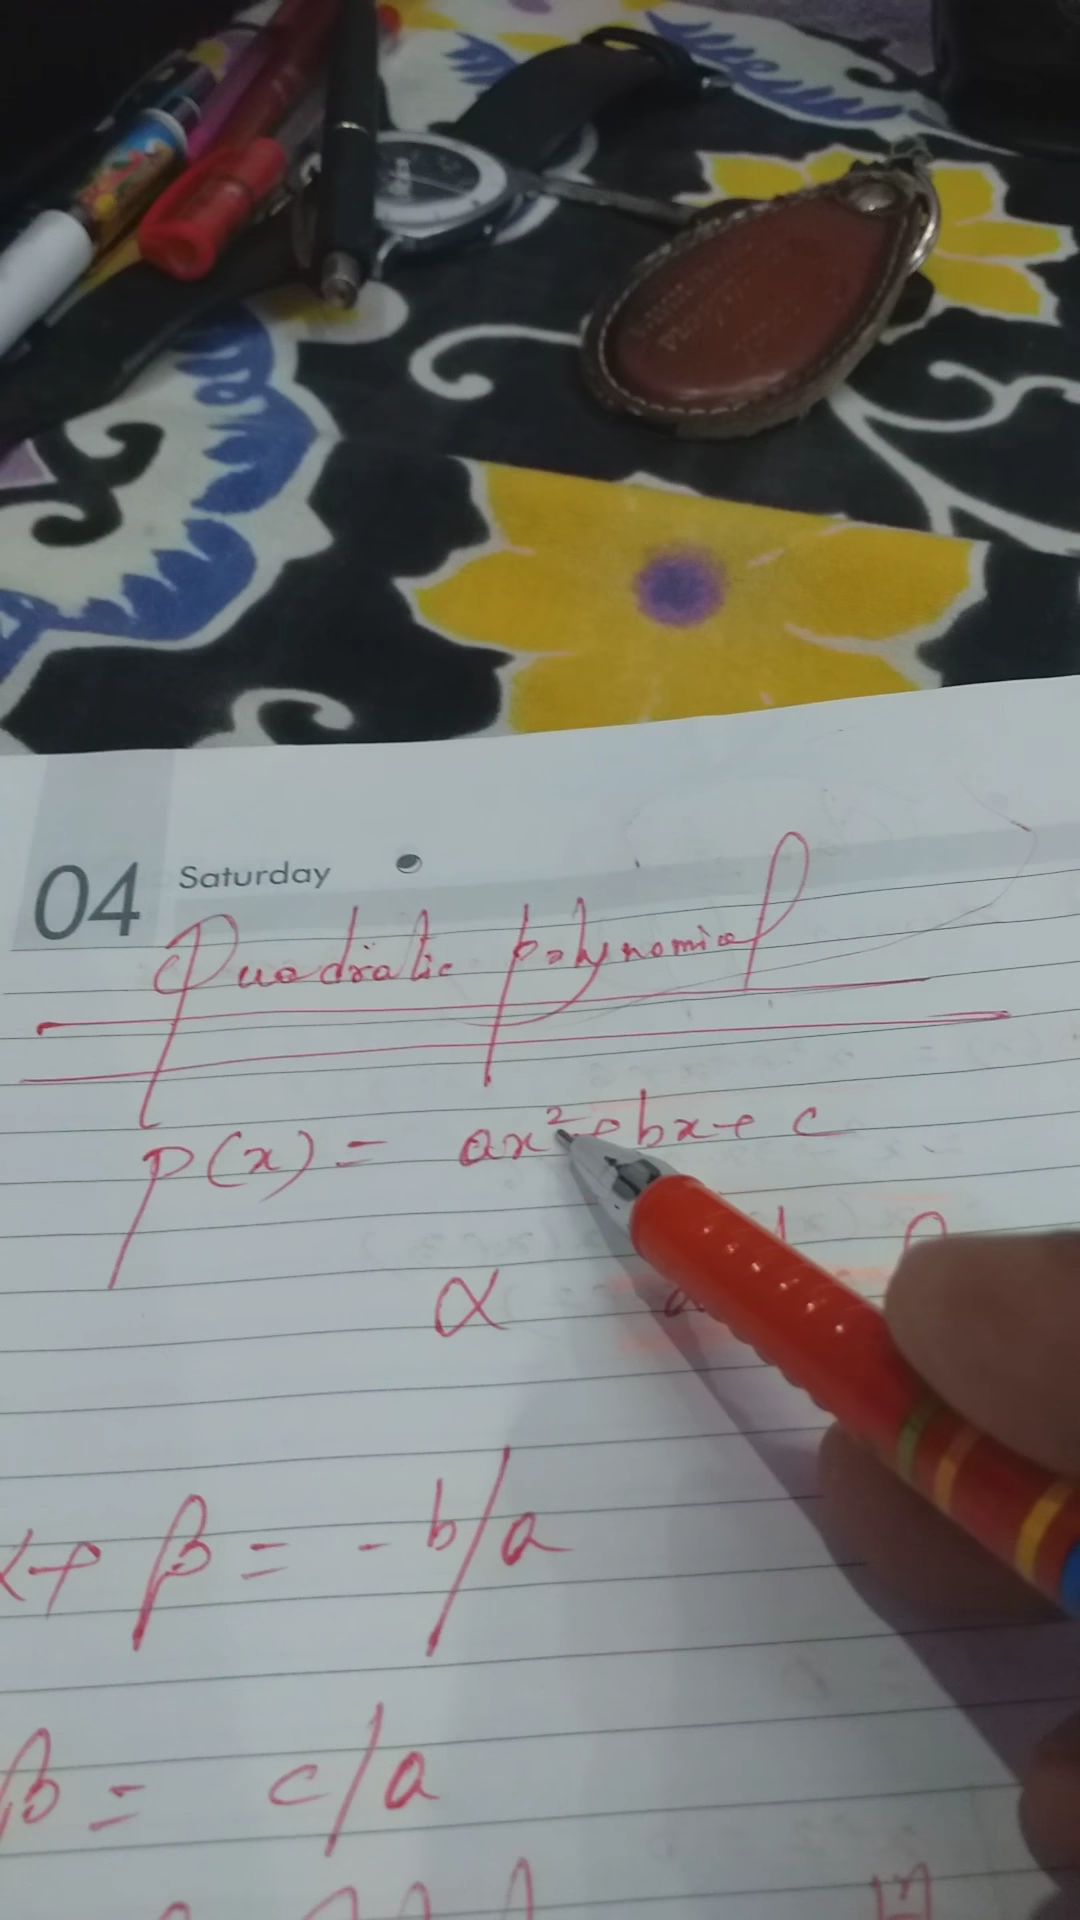 04 Saturday
Quadratic polynomial
p(x) = ax² + bx + c
α
α + β = - b/a
β = c/a